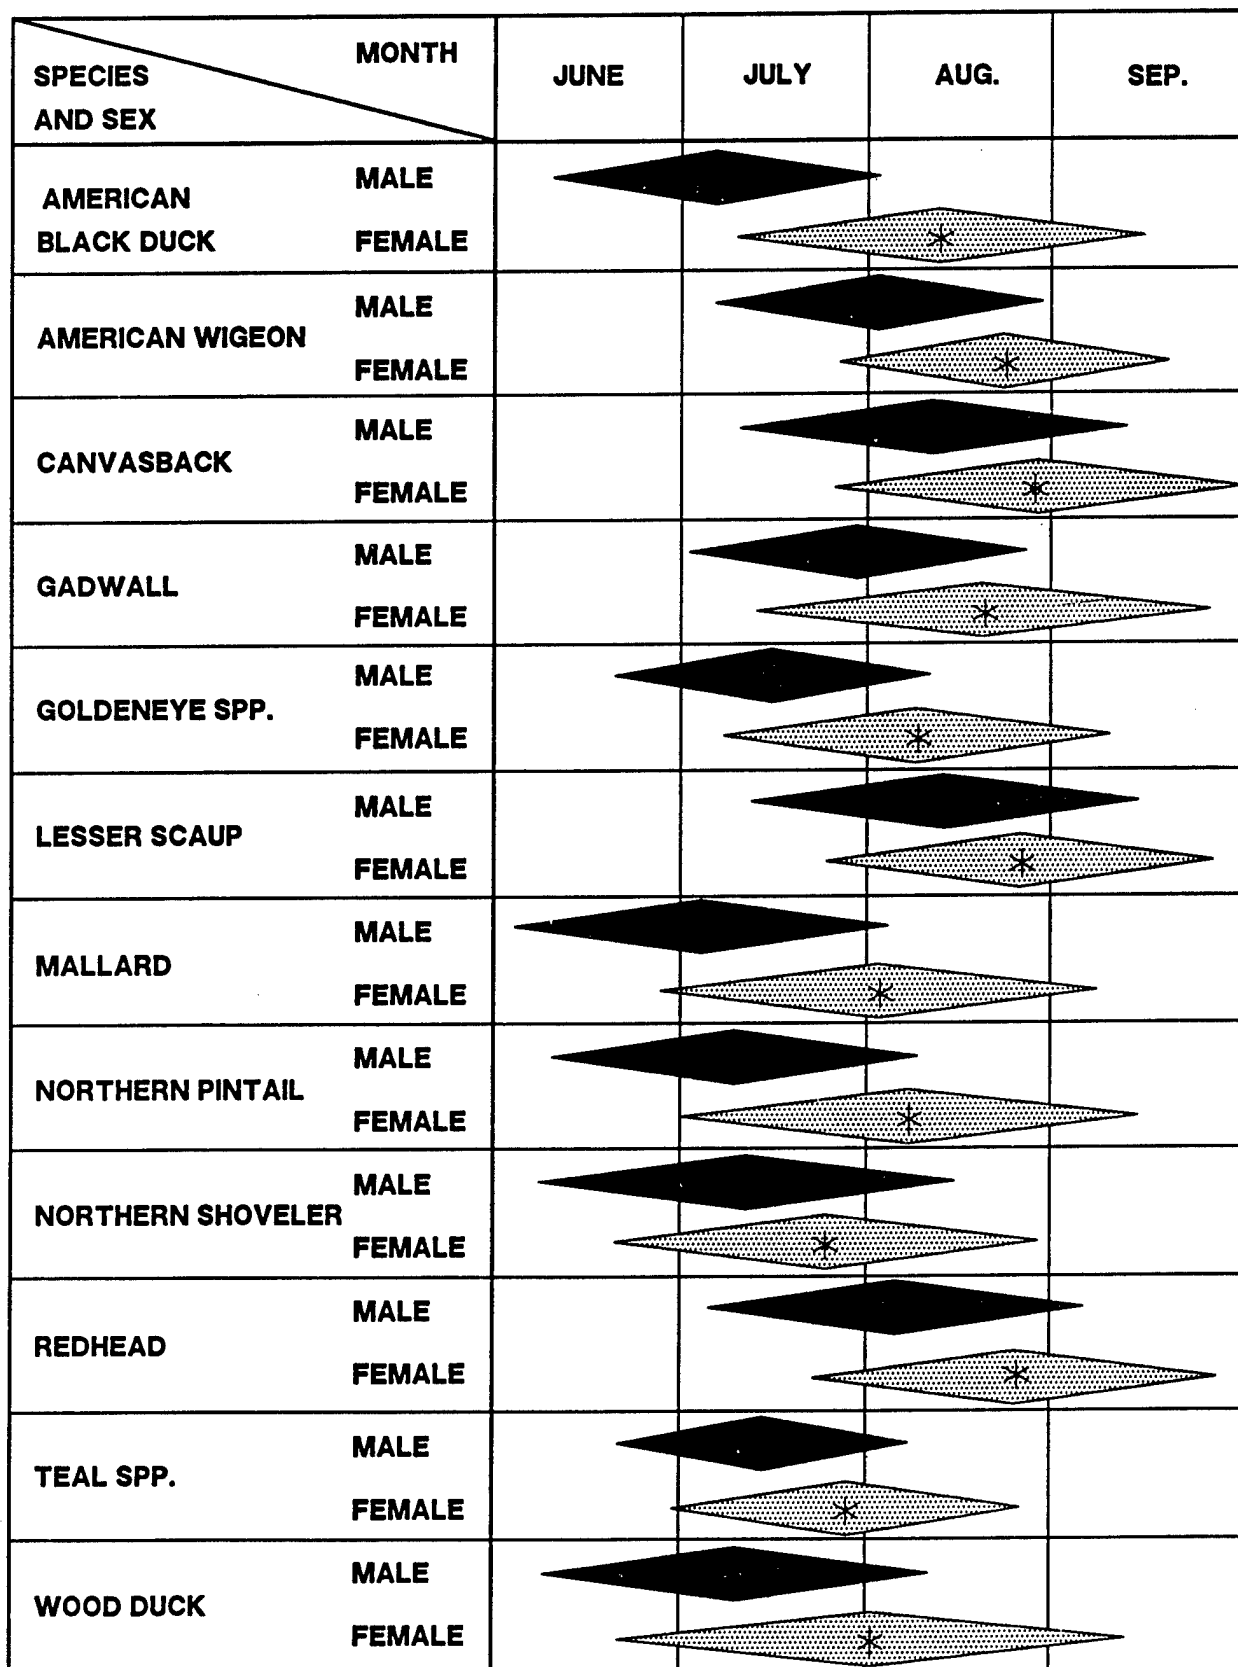 MONTH
SPECIES
AND SEX
JUNE
JULY
AUG.
SEP.
AMERICAN
BLACK DUCK
MALE
FEMALE
AMERICAN WIGEON
MALE
FEMALE
CANVASBACK
MALE
FEMALE
GADWALL
MALE
FEMALE
GOLDENEYE SPP.
MALE
FEMALE
LESSER SCAUP
MALE
FEMALE
MALLARD
MALE
FEMALE
NORTHERN PINTAIL
MALE
FEMALE
NORTHERN SHOVELER
MALE
FEMALE
REDHEAD
MALE
FEMALE
TEAL SPP.
MALE
FEMALE
WOOD DUCK
MALE
FEMALE